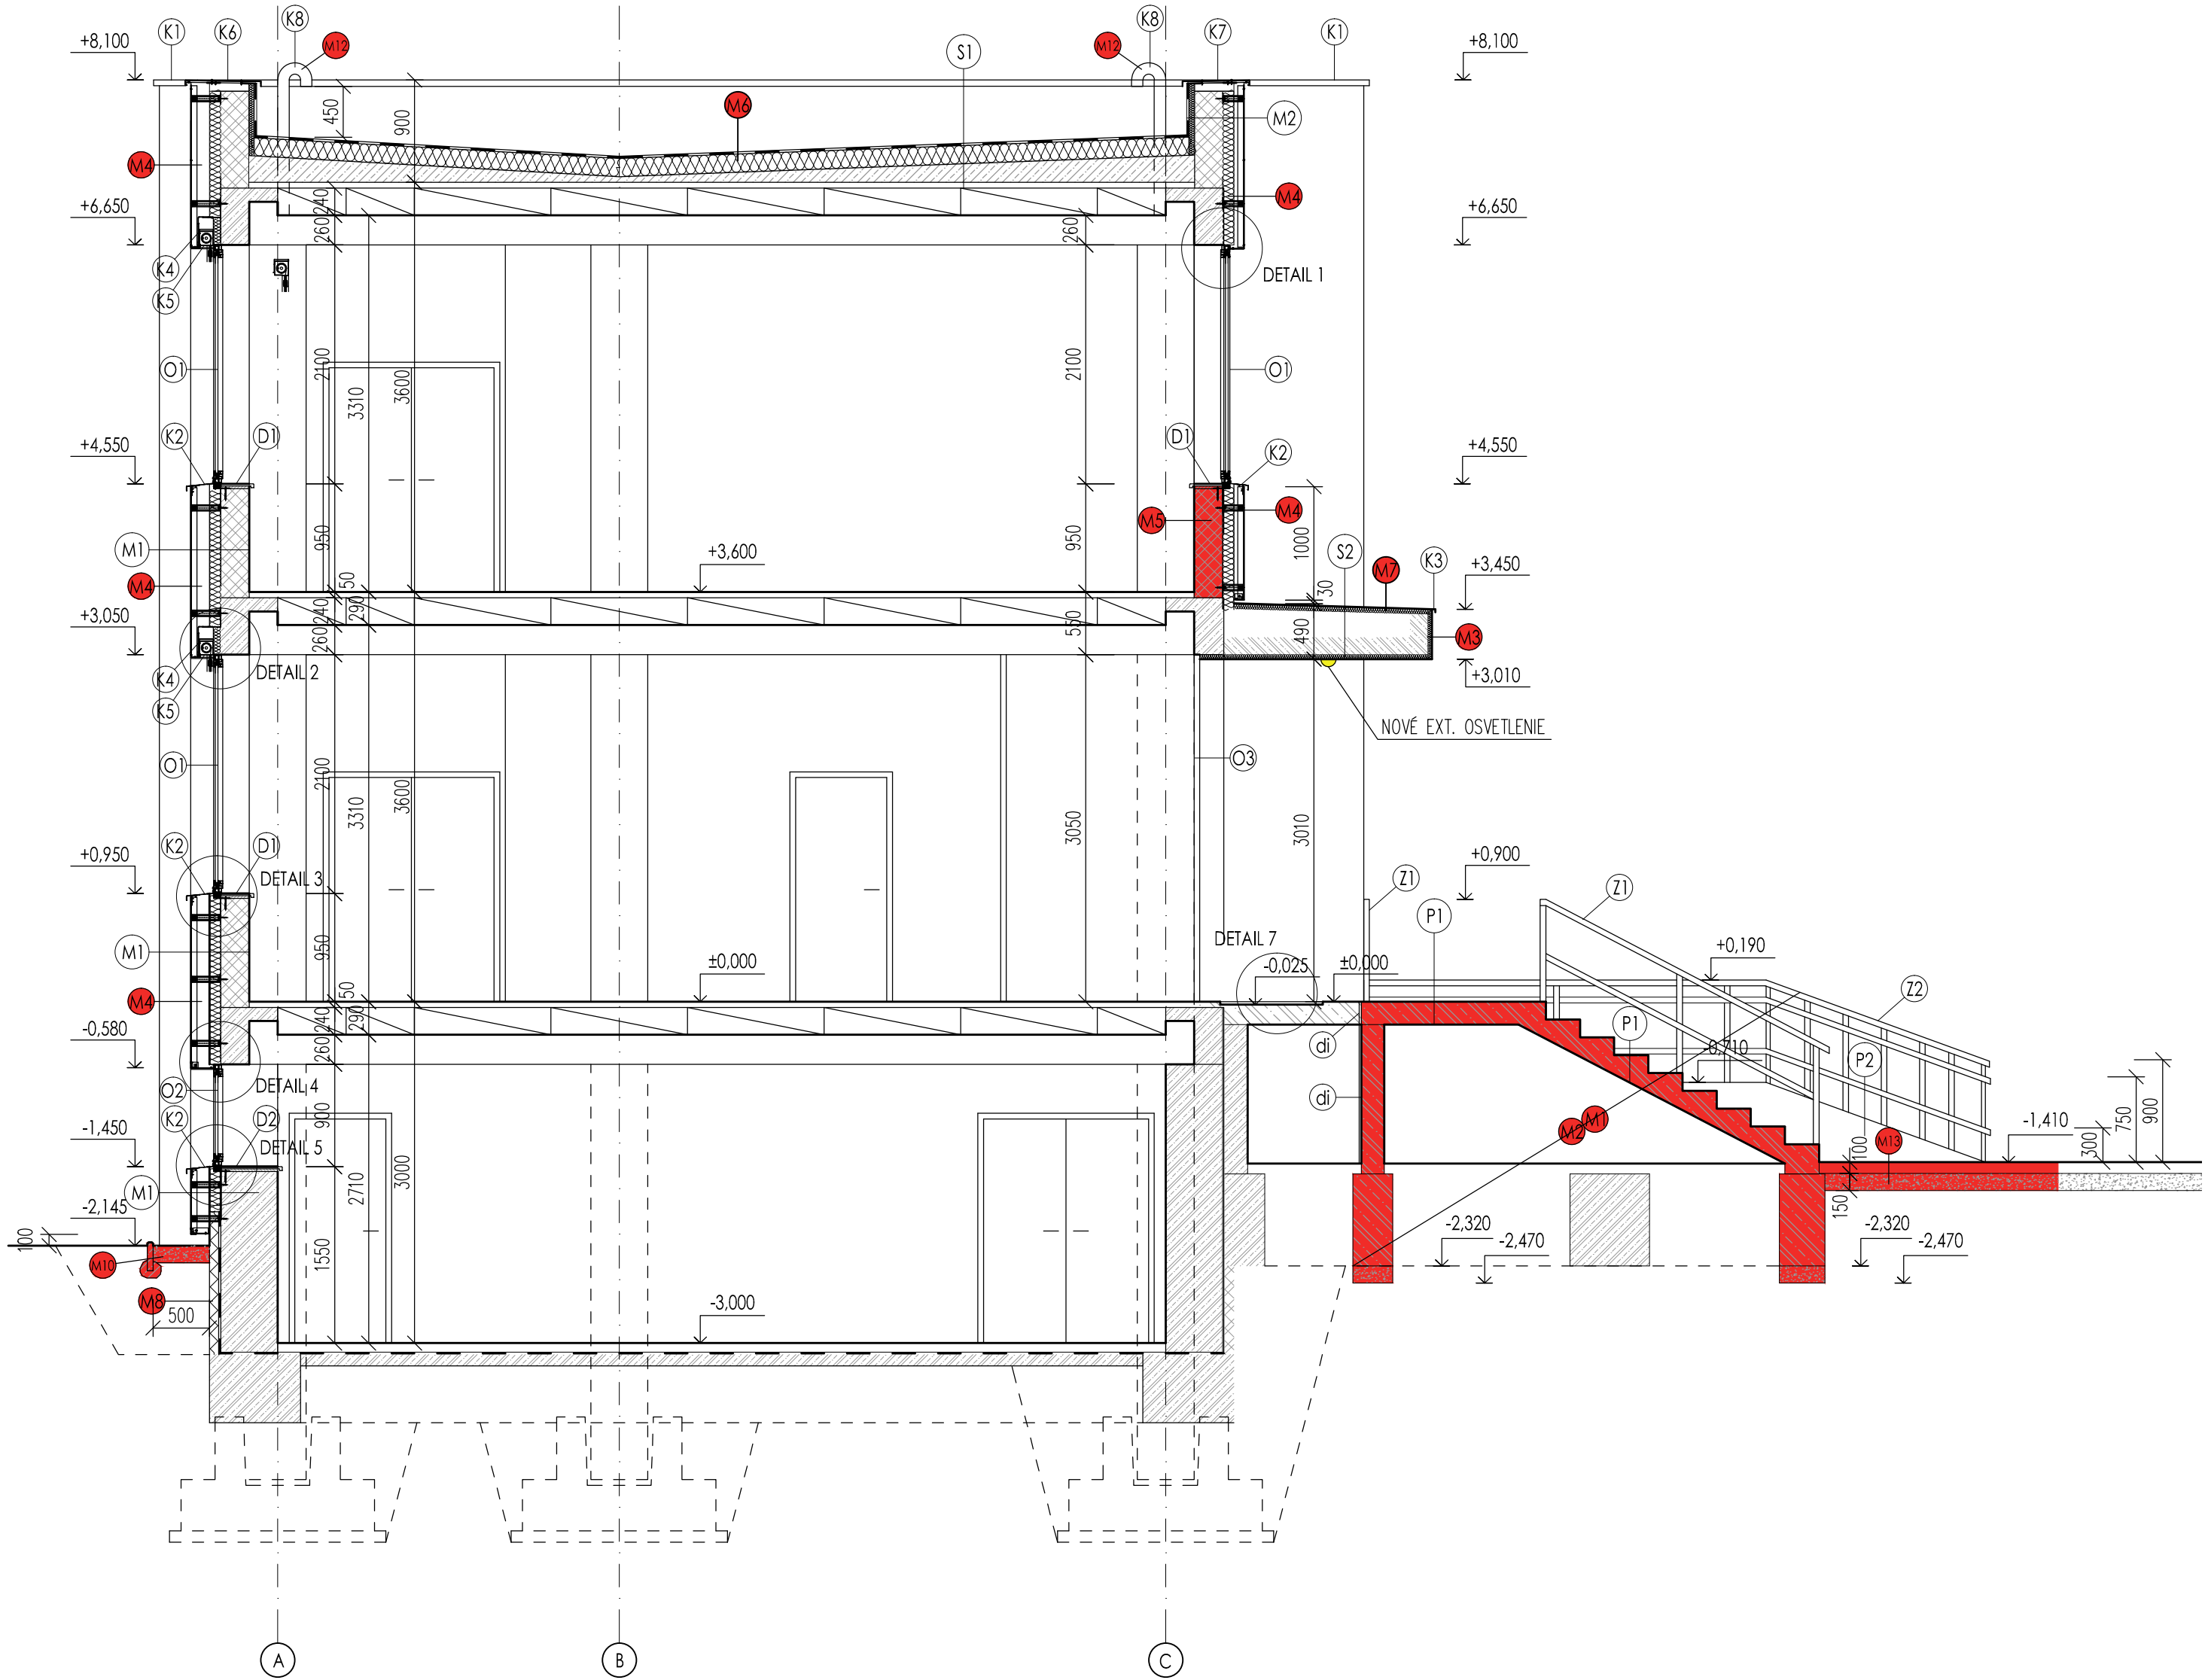 K1
K6
K8
M12
S1
M12
K8
K7
K1
+8,100
+8,100
450
900
M6
M2
M4
M4
+6,650
+6,650
240
260
260
K4
K5
DETAIL 1
O1
2100
3310
3600
2100
O1
+4,550
K2
D1
D1
K2
+4,550
M5
M4
M1
950
950
1000
S2
+3,600
M7
K3
+3,450
M4
50
30
+3,050
240
290
260
550
490
M3
DETAIL 2
+3,010
K4
K5
NOVÉ EXT. OSVETLENIE
O1
O3
2100
3310
3600
3050
3010
+0,950
K2
D1
DETAIL 3
+0,900
Z1
Z1
P1
M1
950
DETAIL 7
+0,190
±0,000
-0,025
±0,000
Z2
M4
50
-0,580
240
290
260
di
P1
-0,710
P2
O2
DETAIL 4
di
K2
D2
900
M2
M1
-1,450
DETAIL 5
M13
-1,410
300
750
900
100
M1
2710
3000
150
-2,145
100
M10
1550
-2,320
-2,470
-2,320
-2,470
M8
500
-3,000
A
B
C